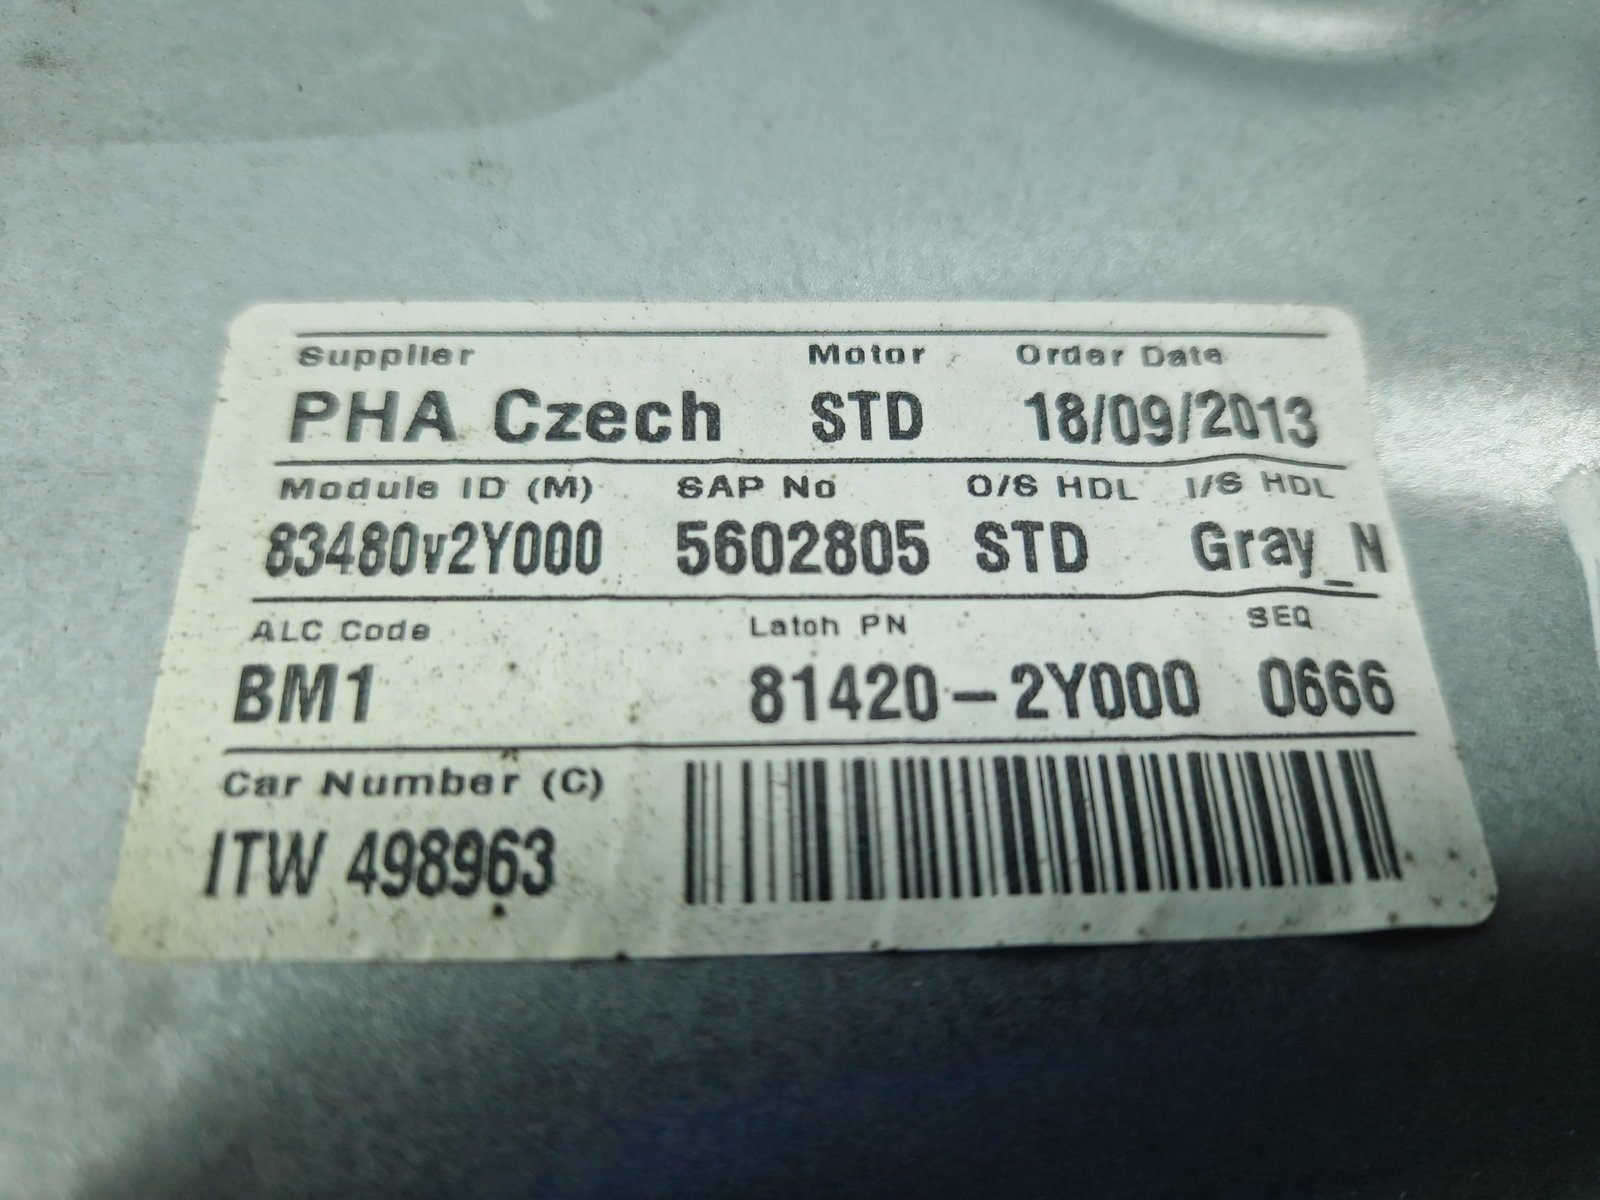 Supplier Motor Order Date
PHA Czech STD 18/09/2013
Module ID (M) SAP No O/S HDL I/S HDL
83480v2Y000 5602805 STD Gray_N
ALC Code Latch PN SEQ
BM1 81420-2Y000 0666
Car Number (C)
ITW 498963